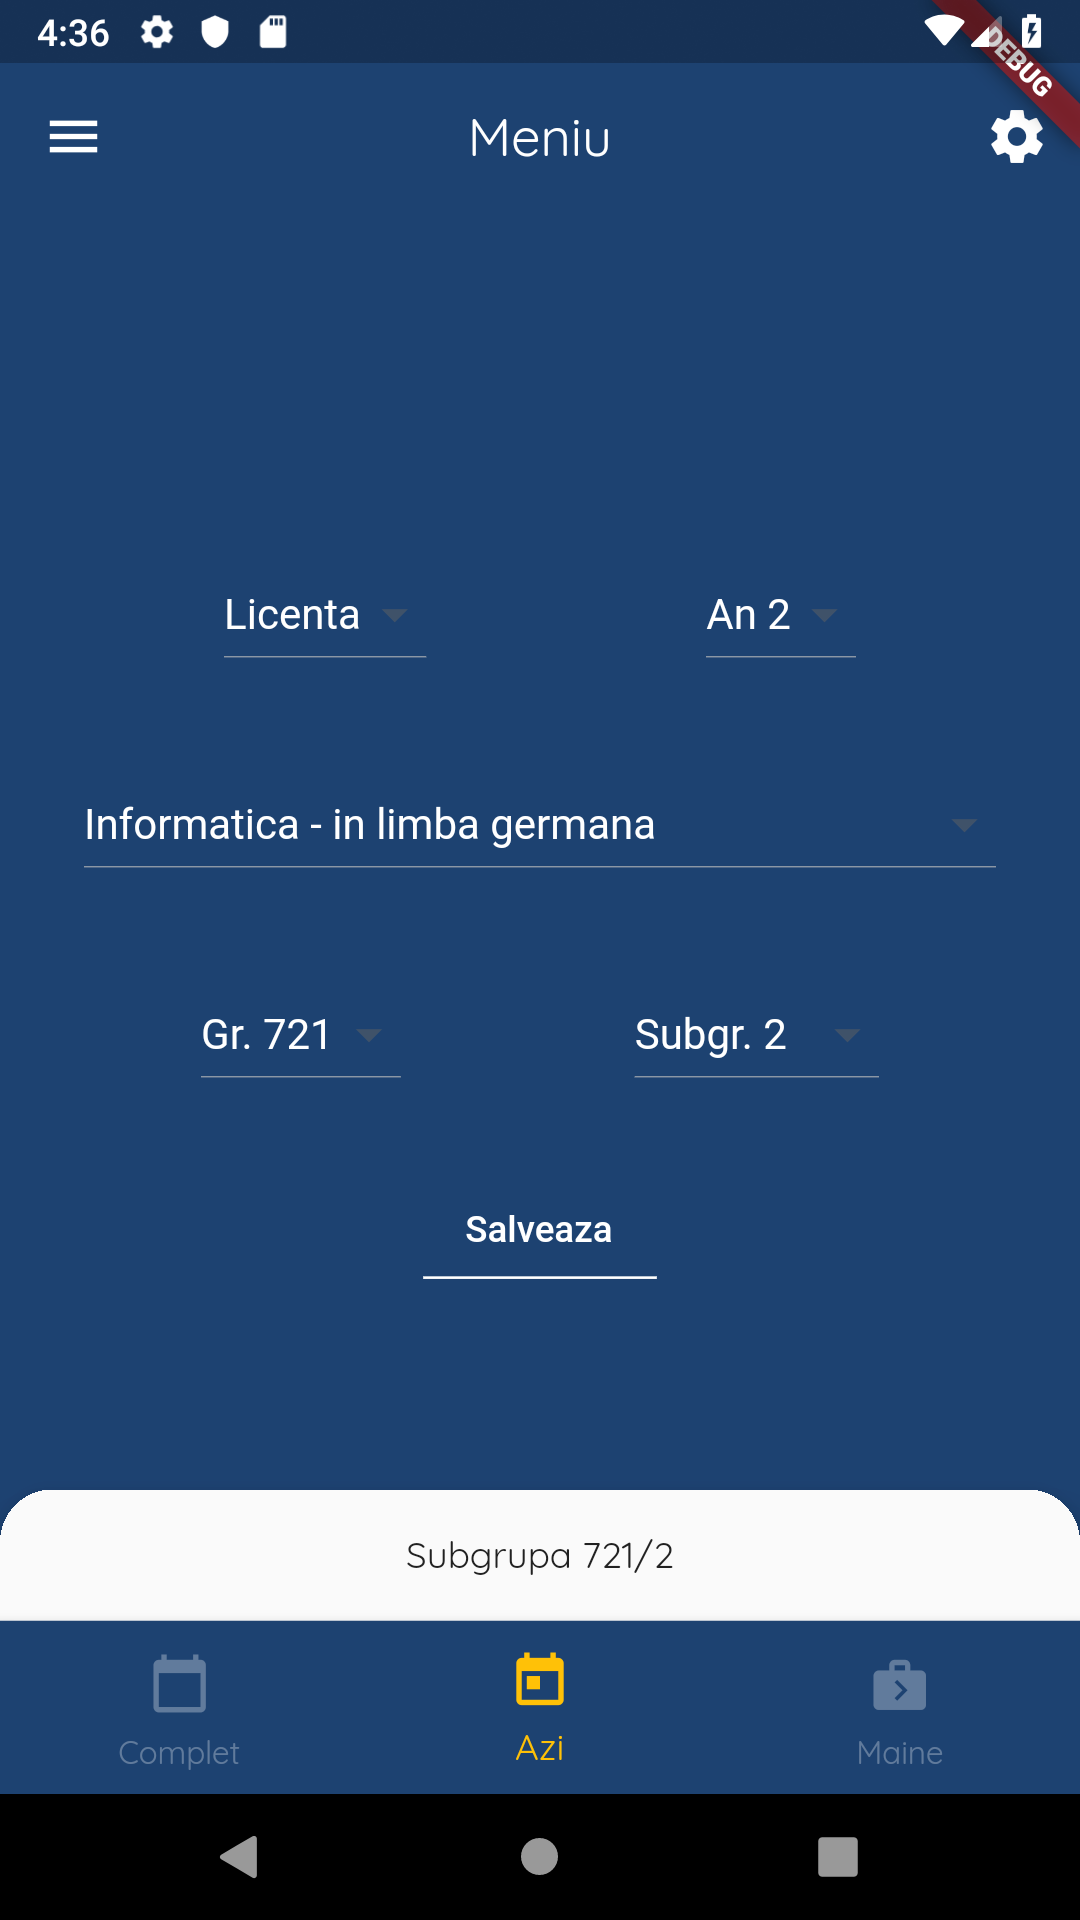 4:36
DEBUG
Meniu
Licenta
An 2
Informatica - in limba germana
Gr. 721
Subgr. 2
Salveaza
Subgrupa 721/2
Complet
Azi
Maine